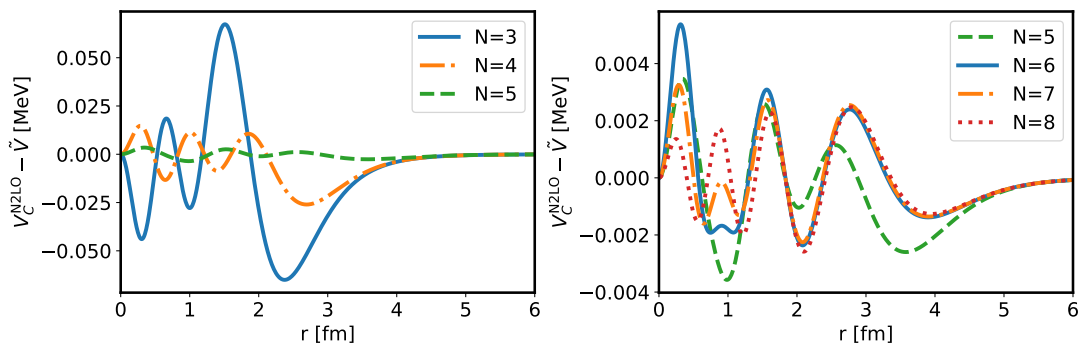 V_C^{N2LO} − Ṽ [MeV]
0.050
0.025
0.000
−0.025
−0.050
N=3
N=4
N=5
0 1 2 3 4 5 6
r [fm]
V_C^{N2LO} − Ṽ [MeV]
0.004
0.002
0.000
−0.002
−0.004
N=5
N=6
N=7
N=8
0 1 2 3 4 5 6
r [fm]